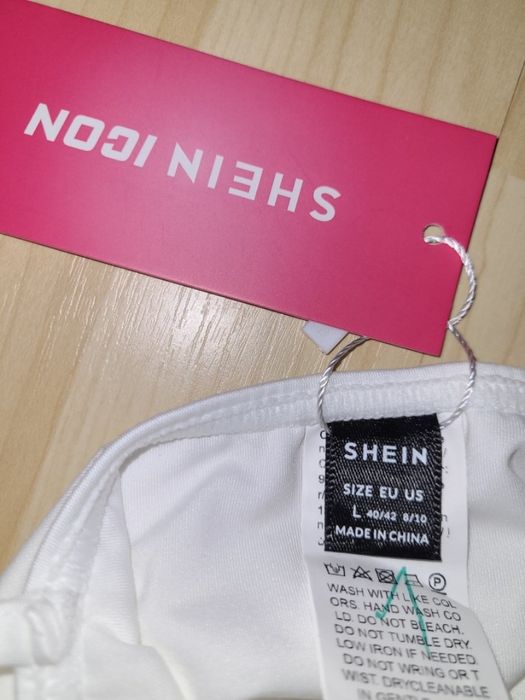 SHEIN ICON
SHEIN
SIZE EU US
L 40/42 8/10
MADE IN CHINA
WASH WITH LIKE COL
ORS. HAND WASH CO
LD. DO NOT BLEACH.
DO NOT TUMBLE DRY.
LOW IRON IF NEEDED.
DO NOT WRING OR T
WIST. DRYCLEANABLE